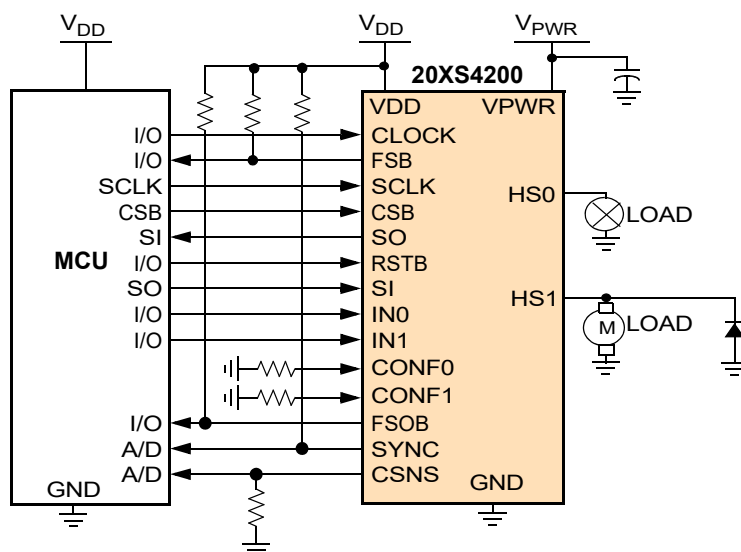 VDD
VDD
VPWR
20XS4200
VDD
VPWR
I/O
CLOCK
I/O
FSB
SCLK
SCLK
CSB
CSB
SI
SO
MCU
I/O
RSTB
SO
SI
I/O
IN0
I/O
IN1
CONF0
CONF1
I/O
FSOB
A/D
SYNC
A/D
CSNS
GND
GND
HS0
LOAD
HS1
M
LOAD